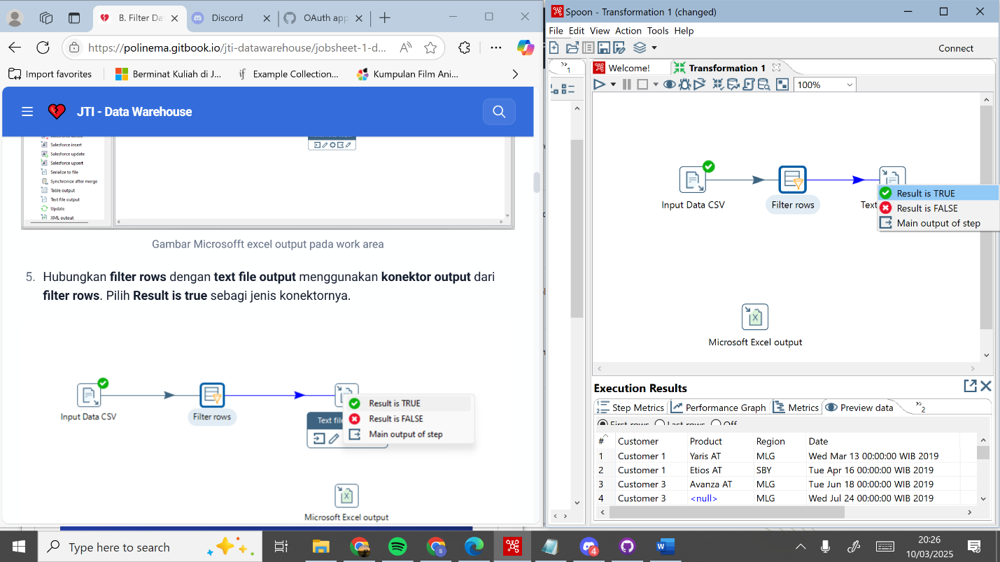 B. Filter Da
Discord
OAuth app
https://polinema.gitbook.io/jti-datawarehouse/jobsheet-1-d...
Import favorites
Berminat Kuliah di J...
Example Collection...
Kumpulan Film Ani...
JTI - Data Warehouse
Salesforce insert
Salesforce update
Salesforce upsert
Serialize to file
Synchronize after merge
Table output
Text file output
Update
XML output
Gambar Microsofft excel output pada work area
5. Hubungkan filter rows dengan text file output menggunakan konektor output dari
filter rows. Pilih Result is true sebagi jenis konektornya.
Input Data CSV
Filter rows
Text file
Result is TRUE
Result is FALSE
Main output of step
Microsoft Excel output
Spoon - Transformation 1 (changed)
File Edit View Action Tools Help
Connect
1
Welcome!
Transformation 1
100%
Input Data CSV
Filter rows
Text
Result is TRUE
Result is FALSE
Main output of step
Microsoft Excel output
Execution Results
Step Metrics
Performance Graph
Metrics
Preview data
2
First rows Last rows Off
# Customer Product Region Date
1 Customer 1 Yaris AT MLG Wed Mar 13 00:00:00 WIB 2019
2 Customer 1 Etios AT SBY Tue Apr 16 00:00:00 WIB 2019
3 Customer 3 Avanza AT MLG Tue Jun 18 00:00:00 WIB 2019
4 Customer 3 <null> MLG Wed Jul 24 00:00:00 WIB 2019
Type here to search
4
20:26
10/03/2025